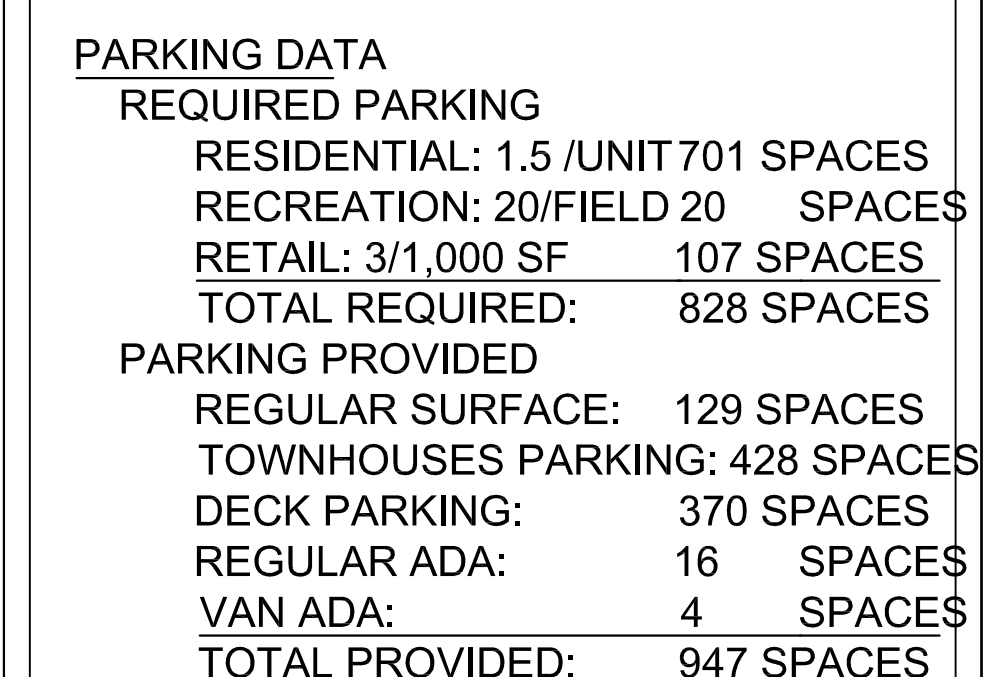 PARKING DATA
REQUIRED PARKING
RESIDENTIAL: 1.5 /UNIT 701 SPACES
RECREATION: 20/FIELD 20 SPACES
RETAIL: 3/1,000 SF 107 SPACES
TOTAL REQUIRED: 828 SPACES
PARKING PROVIDED
REGULAR SURFACE: 129 SPACES
TOWNHOUSES PARKING: 428 SPACES
DECK PARKING: 370 SPACES
REGULAR ADA: 16 SPACES
VAN ADA: 4 SPACES
TOTAL PROVIDED: 947 SPACES